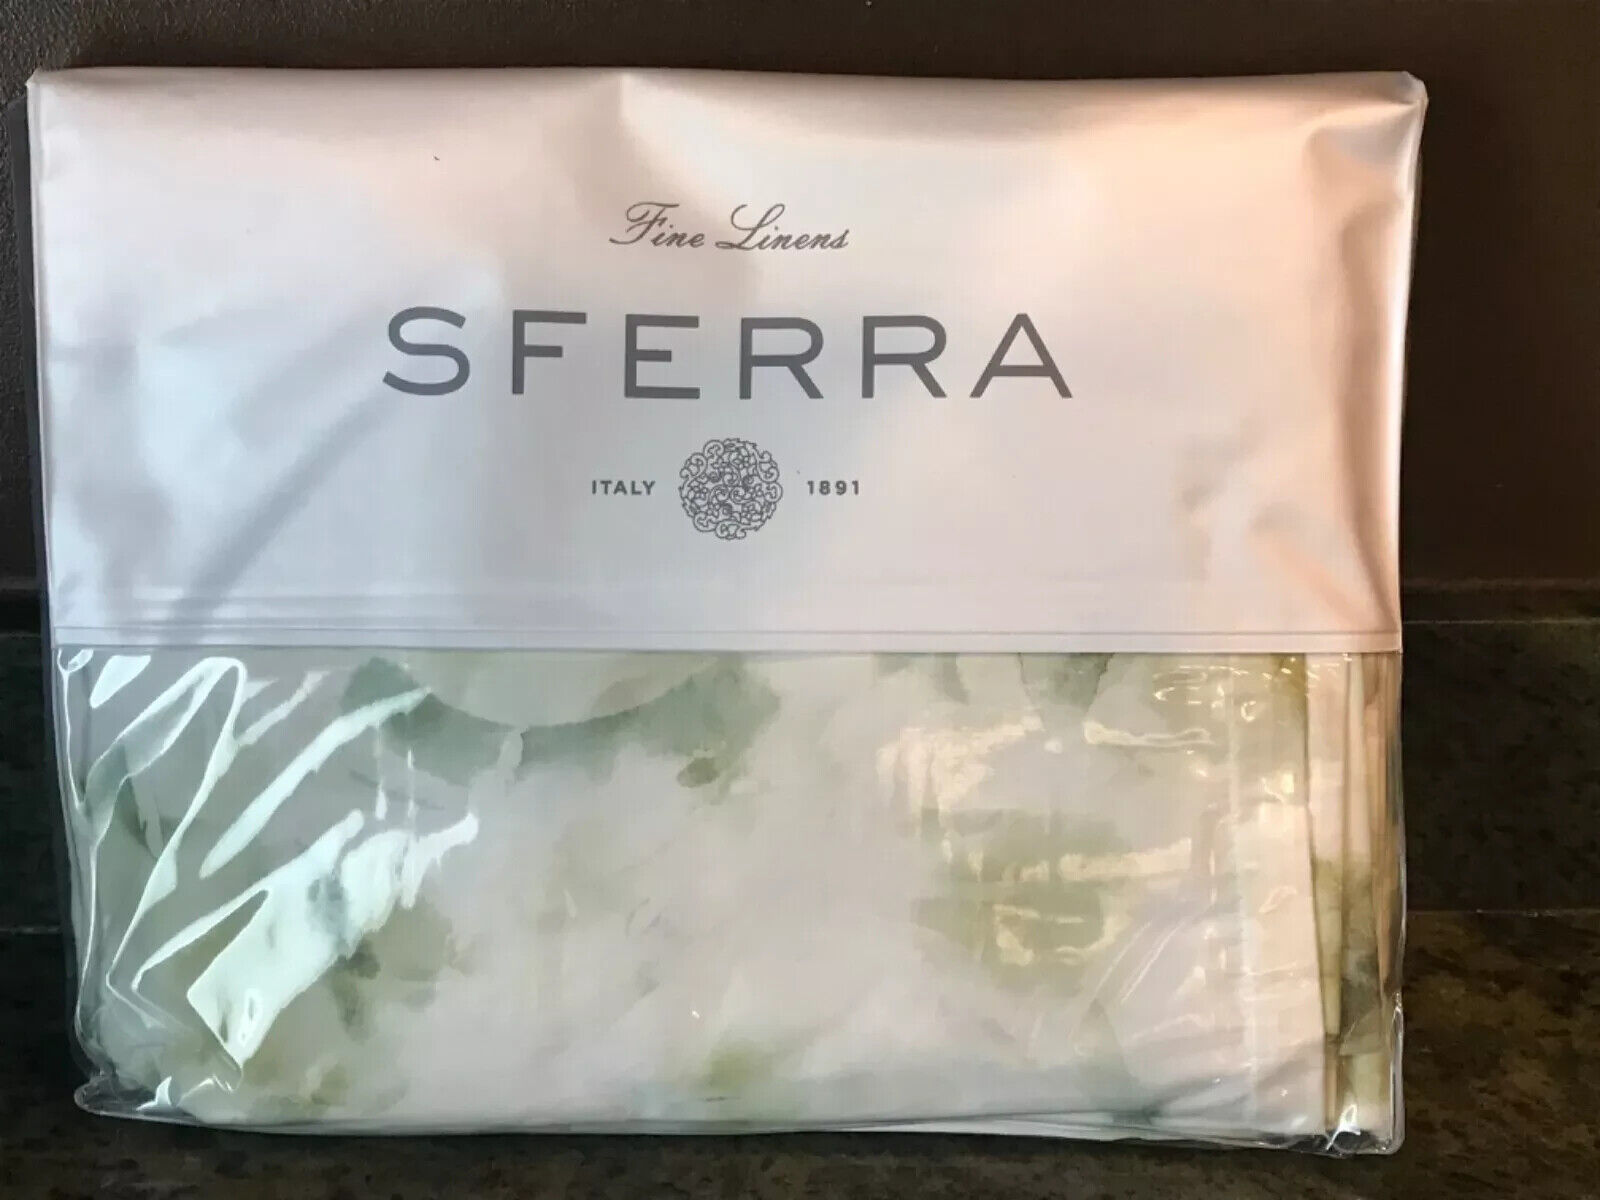 Fine Linens
SFERRA
ITALY 1891